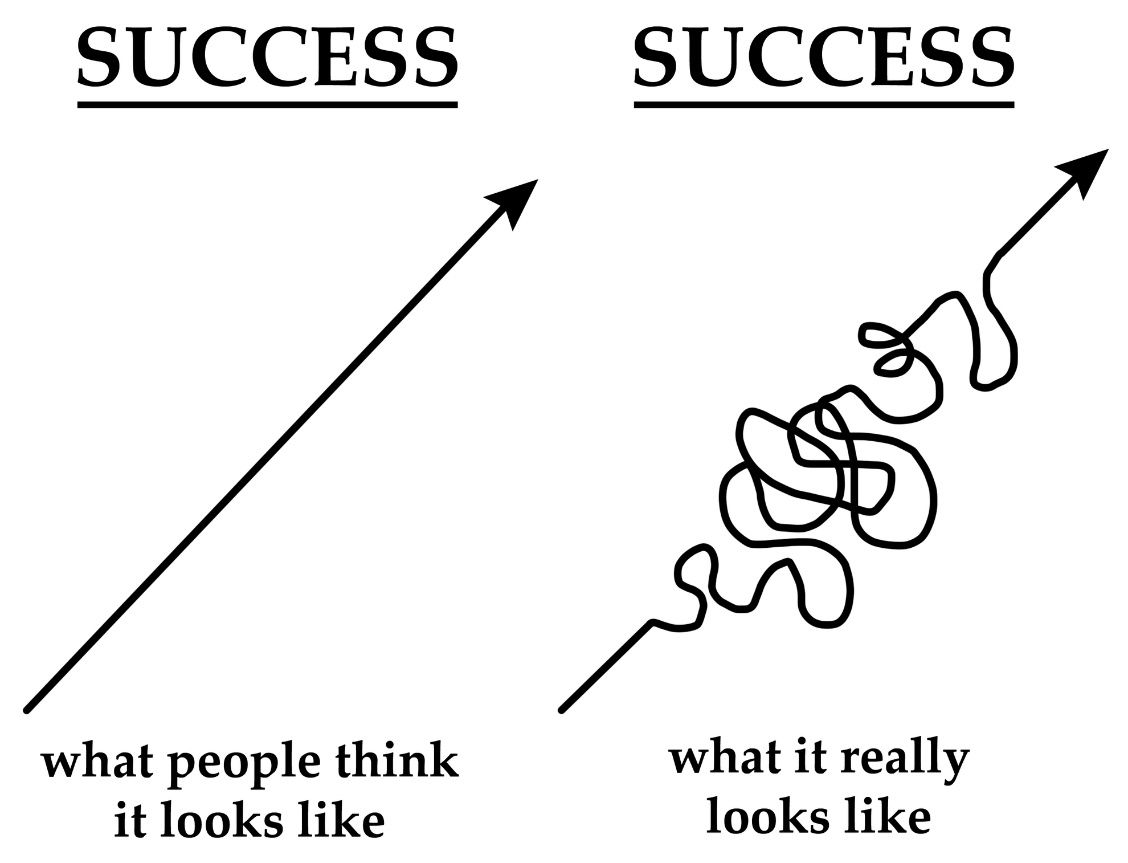 SUCCESS
SUCCESS
what people think
it looks like
what it really
looks like